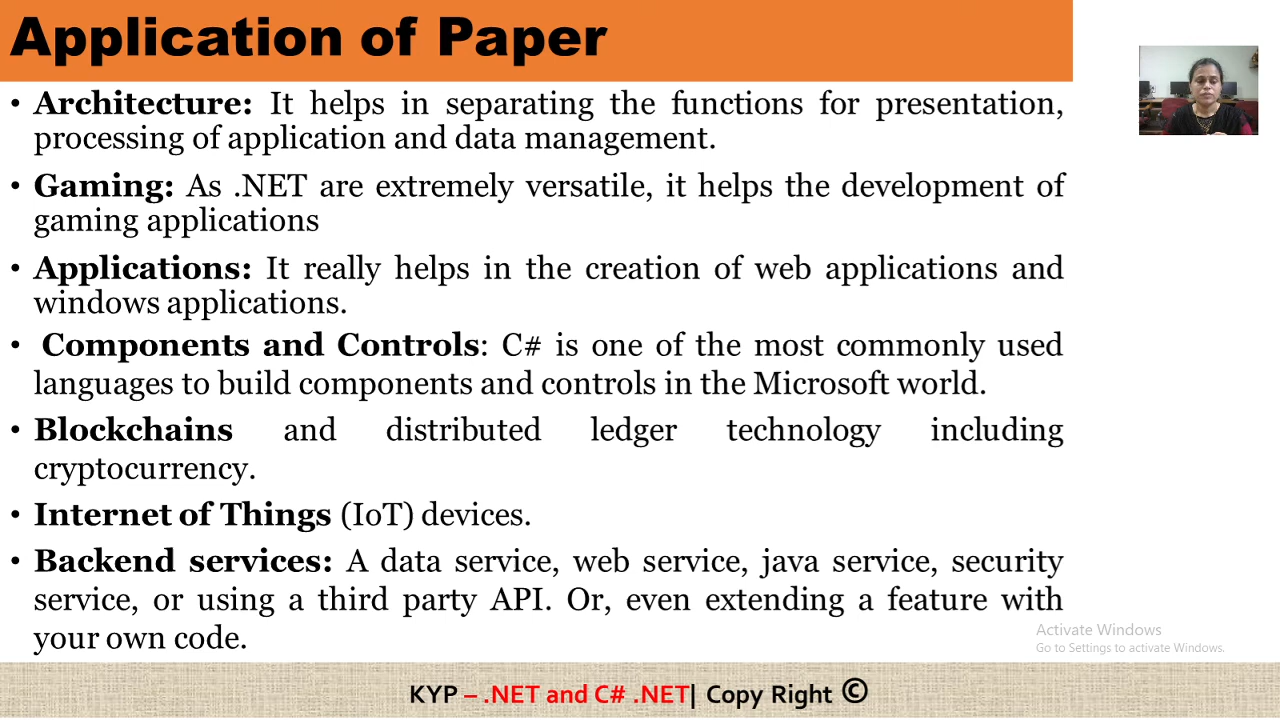 Application of Paper
• Architecture: It helps in separating the functions for presentation,
processing of application and data management.
• Gaming: As .NET are extremely versatile, it helps the development of
gaming applications
• Applications: It really helps in the creation of web applications and
windows applications.
• Components and Controls: C# is one of the most commonly used
languages to build components and controls in the Microsoft world.
• Blockchains and distributed ledger technology including
cryptocurrency.
• Internet of Things (IoT) devices.
• Backend services: A data service, web service, java service, security
service, or using a third party API. Or, even extending a feature with
your own code.
Activate Windows
Go to Settings to activate Windows.
KYP – .NET and C# .NET| Copy Right ©